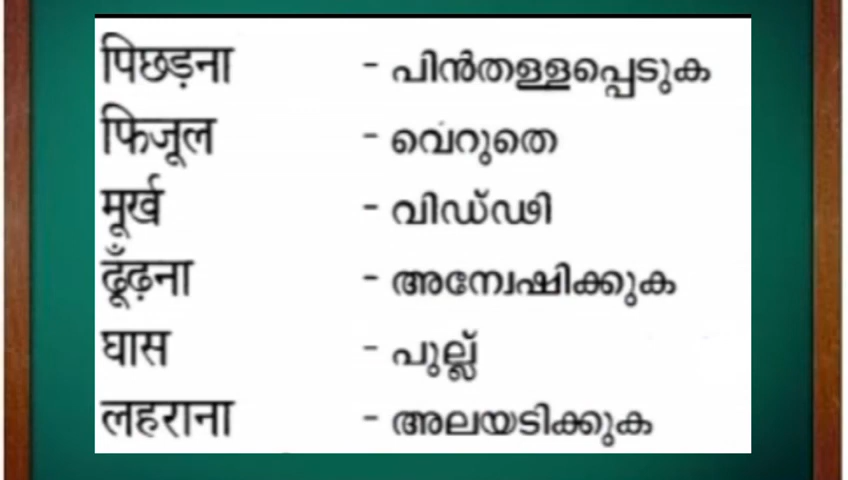 पिछड़ना - പിൻതള്ളപ്പെടുക
फिजूल - വെറുതെ
मूर्ख - വിഡ്ഢി
ढूँढ़ना - അന്വേഷിക്കുക
घास - പുല്ല്
लहराना - അലയടിക്കുക